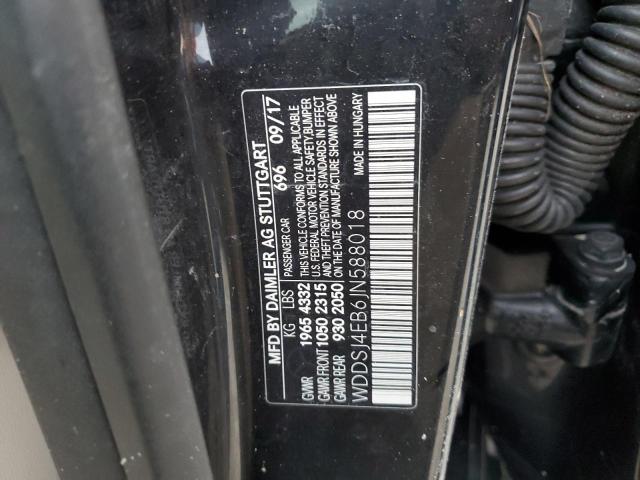 MFD BY DAIMLER AG STUTTGART
696 09/17
KG LBS PASSENGER CAR
GVWR 1965 4332
GAWR FRONT 1050 2315
GAWR REAR 930 2050
THIS VEHICLE CONFORMS TO ALL APPLICABLE
U.S. FEDERAL MOTOR VEHICLE SAFETY, BUMPER
AND THEFT PREVENTION STANDARDS IN EFFECT
ON THE DATE OF MANUFACTURE SHOWN ABOVE
WDDSJ4EB6JN588018
MADE IN HUNGARY